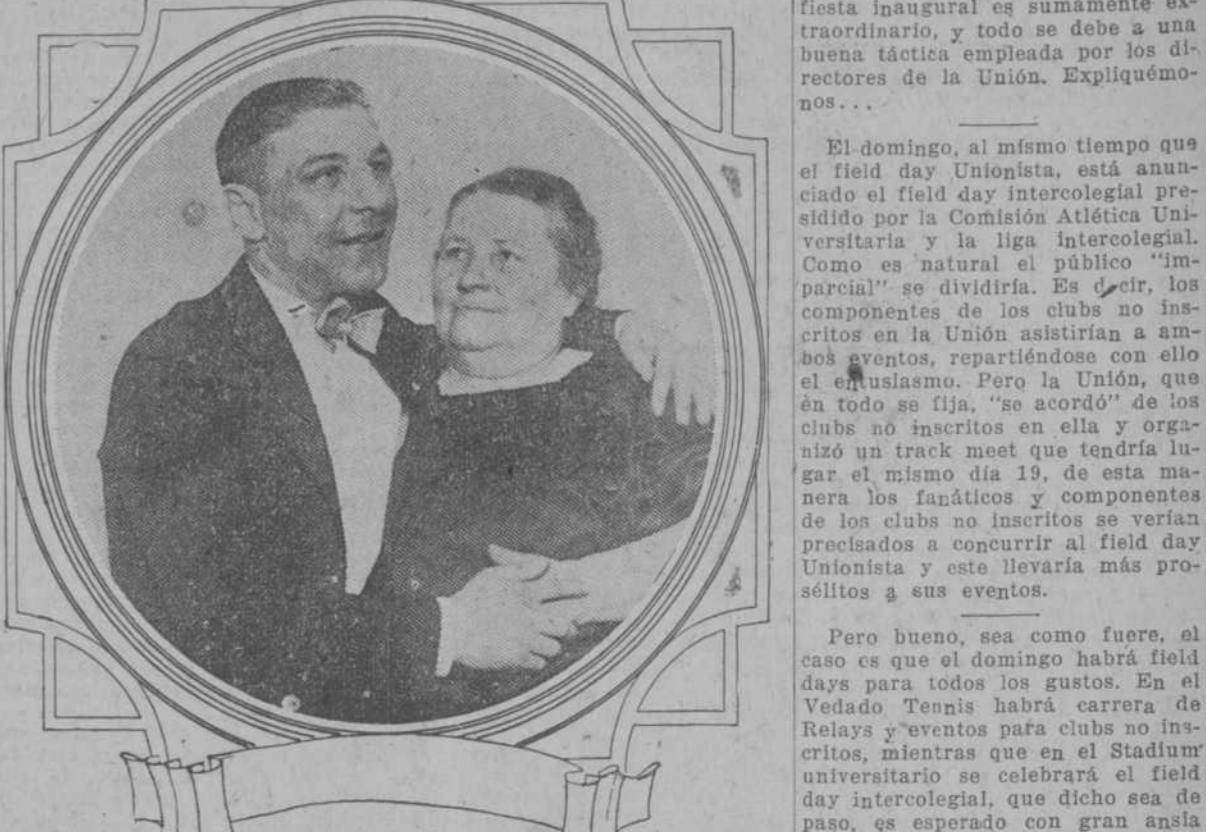 fiesta inaugural es sumamente ex-
traordinario, y todo se debe a una
buena táctica empleada por los di-
rectores de la Unión. Expliquémo-
nos...
El domingo, al mismo tiempo que
el field day Unionista, está anun-
ciado el field day intercolegial pre-
sidido por la Comisión Atlética Uni-
versitaria y la liga intercolegial.
Como es natural el público "im-
parcial" se dividiría. Es decir, los
componentes de los clubs no ins-
critos en la Unión asistirían a am-
bos eventos, repartiéndose con ello
el entusiasmo. Pero la Unión, que
en todo se fija, "se acordó" de los
clubs no inscritos en ella y orga-
nizó un track meet que tendría lu-
gar el mismo día 19, de esta ma-
nera los fanáticos y componentes
de los clubs no inscritos se verían
precisados a concurrir al field day
Unionista y este llevaría más pro-
sélitos a sus eventos.
Pero bueno, sea como fuere, el
caso es que el domingo habrá field
days para todos los gustos. En el
Vedado Tennis habrá carrera de
Relays y eventos para clubs no ins-
critos, mientras que en el Stadium
universitario se celebrará el field
day intercolegial, que dicho sea de
paso, es esperado con gran ansia